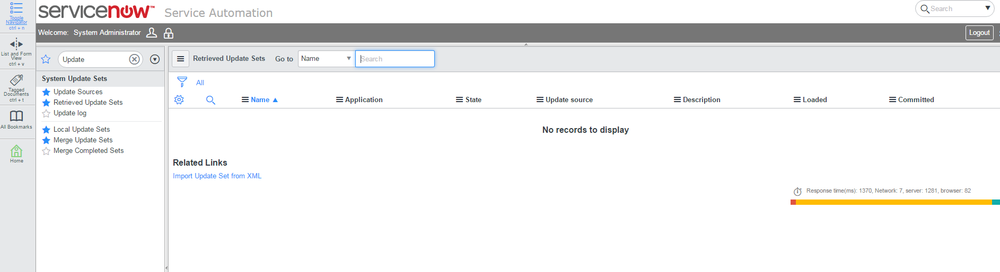 servicenow™ Service Automation
Search
Toggle
Navigator
ctrl + n
Welcome: System Administrator
Logout
List and Form
View
ctrl + v
Update
Retrieved Update Sets Go to Name Search
Tagged
Documents
ctrl + t
All Bookmarks
Home
System Update Sets
Update Sources
Retrieved Update Sets
Update log
Local Update Sets
Merge Update Sets
Merge Completed Sets
All
Name Application State Update source Description Loaded Committed
No records to display
Related Links
Import Update Set from XML
Response time(ms): 1370, Network: 7, server: 1281, browser: 82